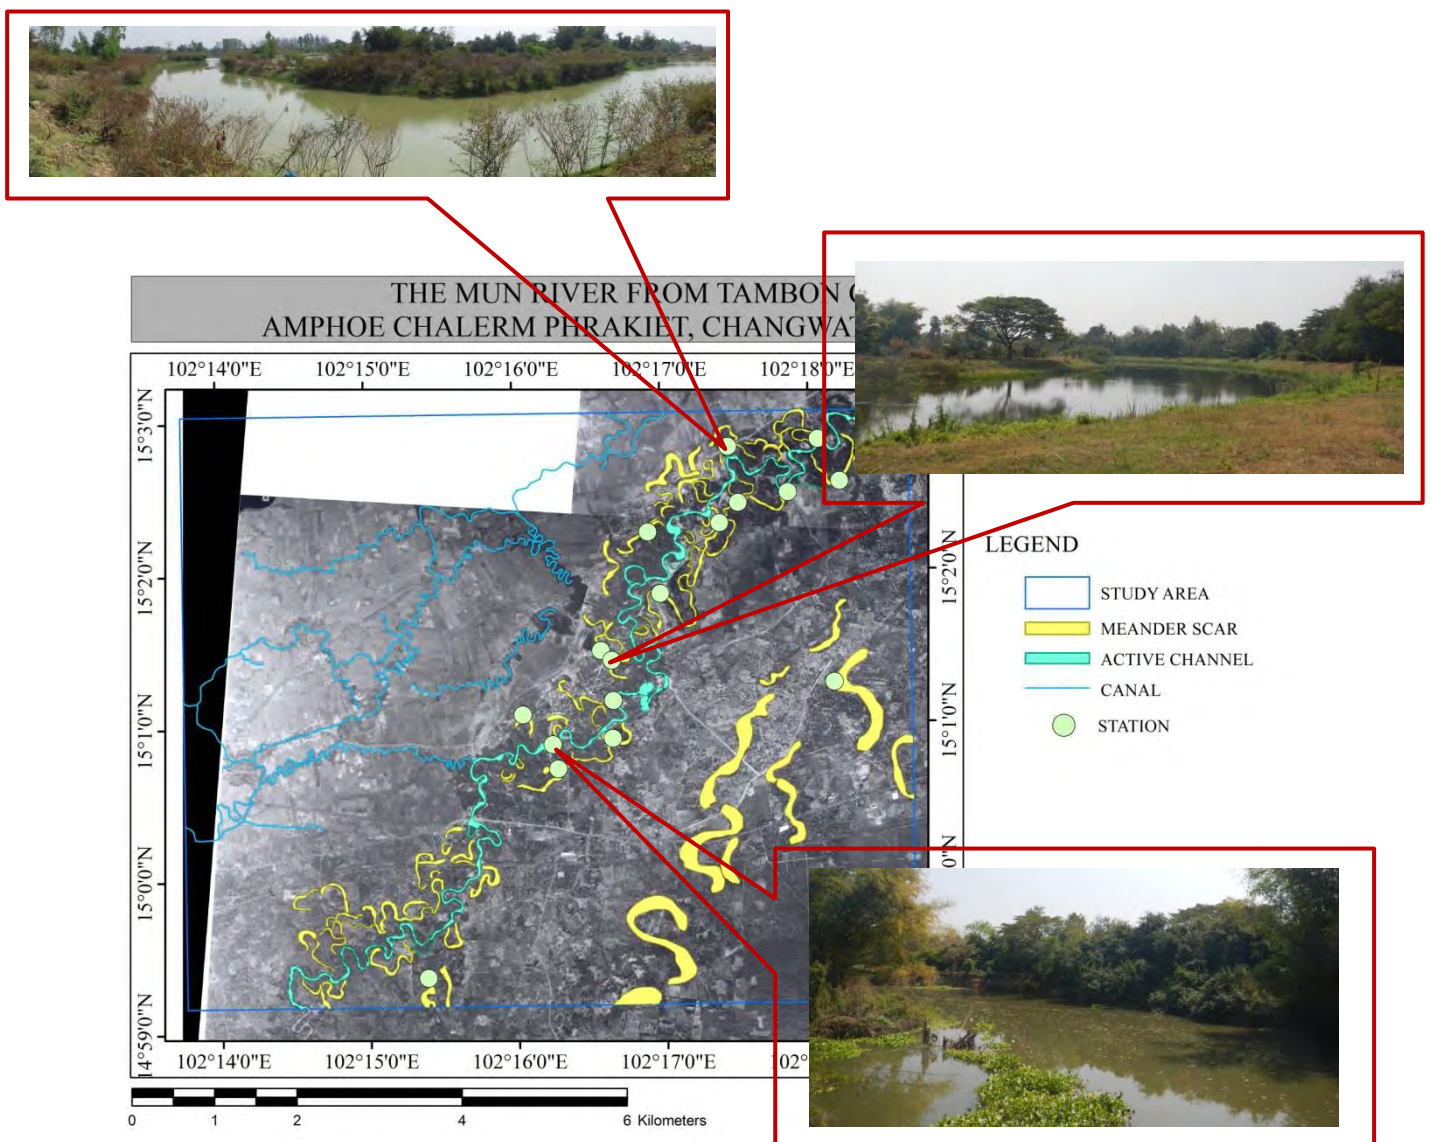 THE MUN RIVER FROM TAMBON
AMPHOE CHALERM PHRAKIET,
102°14'0"E 102°15'0"E 102°16'0"E 102°17'0"E 102°18'0"E
15°3'0"N
15°2'0"N
15°1'0"N
15°0'0"N
14°59'0"N
15°2'0"N
15°1'0"N
0"N
LEGEND
STUDY AREA
MEANDER SCAR
ACTIVE CHANNEL
CANAL
STATION
102°14'0"E 102°15'0"E 102°16'0"E 102°17'0"E 102°
0 1 2 4 6 Kilometers